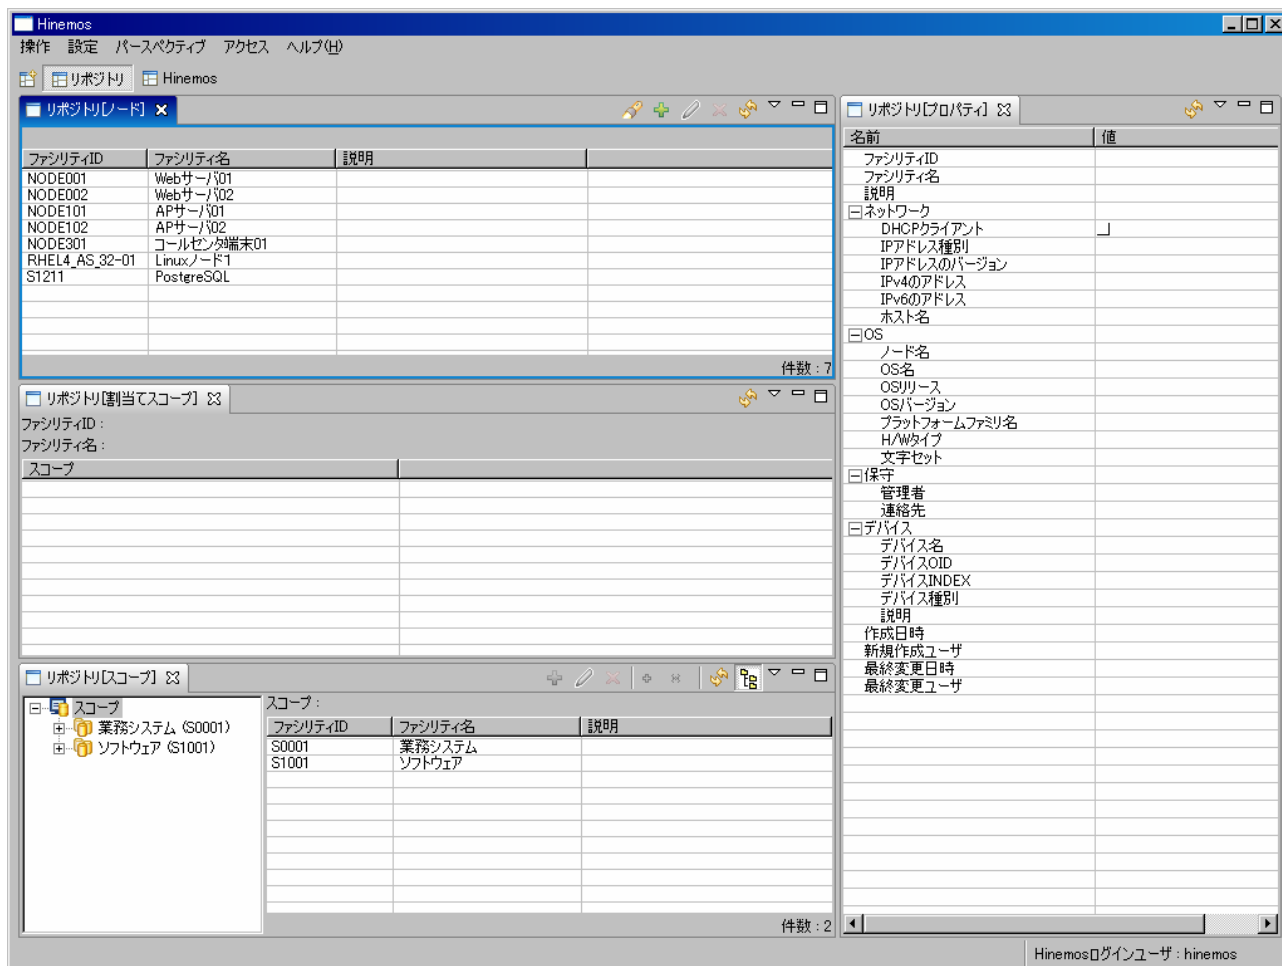 Hinemos
操作 設定 パースペクティブ アクセス ヘルプ(H)
リポジトリ Hinemos
リポジトリ[ノード]
ファシリティID ファシリティ名 説明
NODE001 Webサーバ01
NODE002 Webサーバ02
NODE101 APサーバ01
NODE102 APサーバ02
NODE301 コールセンタ端末01
RHEL4_AS_32-01 Linuxノード1
S1211 PostgreSQL
件数 : 7
リポジトリ[割当てスコープ]
ファシリティID :
ファシリティ名 :
スコープ
リポジトリ[スコープ]
スコープ
業務システム (S0001)
ソフトウェア (S1001)
スコープ :
ファシリティID ファシリティ名 説明
S0001 業務システム
S1001 ソフトウェア
件数 : 2
リポジトリ[プロパティ]
名前 値
ファシリティID
ファシリティ名
説明
ネットワーク
DHCPクライアント
IPアドレス種別
IPアドレスのバージョン
IPv4のアドレス
IPv6のアドレス
ホスト名
OS
ノード名
OS名
OSリリース
OSバージョン
プラットフォームファミリ名
H/Wタイプ
文字セット
保守
管理者
連絡先
デバイス
デバイス名
デバイスOID
デバイスINDEX
デバイス種別
説明
作成日時
新規作成ユーザ
最終変更日時
最終変更ユーザ
Hinemosログインユーザ : hinemos